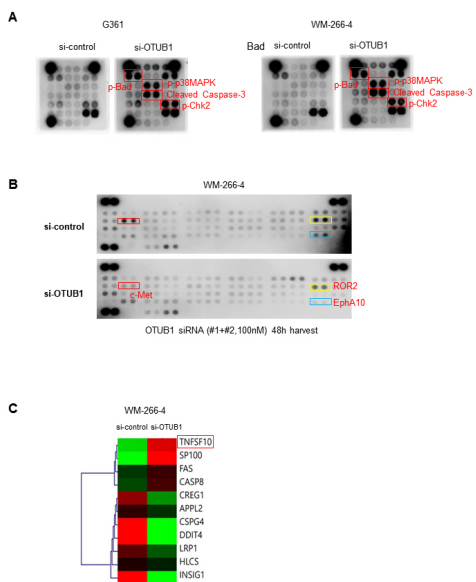 A
G361
WM-266-4
si-control
si-OTUB1
Bad
si-control
si-OTUB1
p-Bad
p-p38MAPK
Cleaved Caspase-3
p-Chk2
p-Bad
p-p38MAPK
Cleaved Caspase-3
p-Chk2
B
WM-266-4
si-control
si-OTUB1
c-Met
ROR2
EphA10
OTUB1 siRNA (#1+#2,100nM) 48h harvest
C
WM-266-4
si-control si-OTUB1
TNFSF10
SP100
FAS
CASP8
CREG1
APPL2
CSPG4
DDIT4
LRP1
HLCS
INSIG1